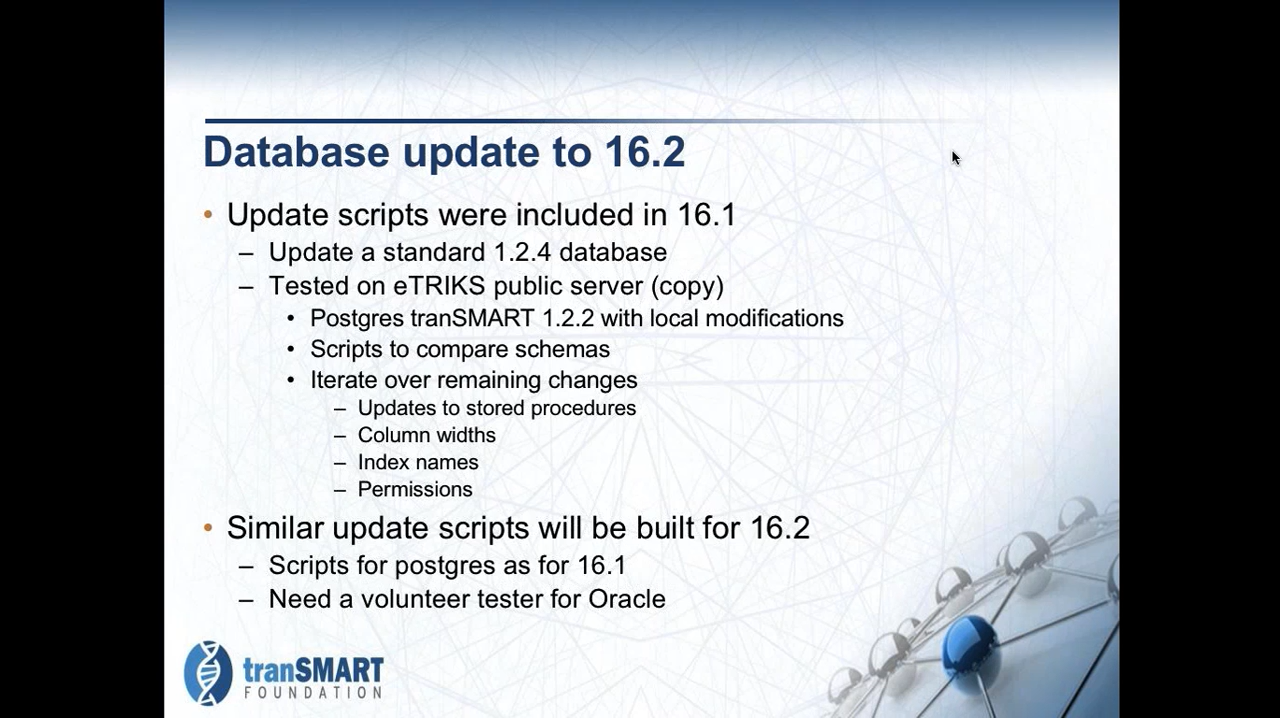 Database update to 16.2
• Update scripts were included in 16.1
– Update a standard 1.2.4 database
– Tested on eTRIKS public server (copy)
• Postgres tranSMART 1.2.2 with local modifications
• Scripts to compare schemas
• Iterate over remaining changes
– Updates to stored procedures
– Column widths
– Index names
– Permissions
• Similar update scripts will be built for 16.2
– Scripts for postgres as for 16.1
– Need a volunteer tester for Oracle
tranSMART
FOUNDATION